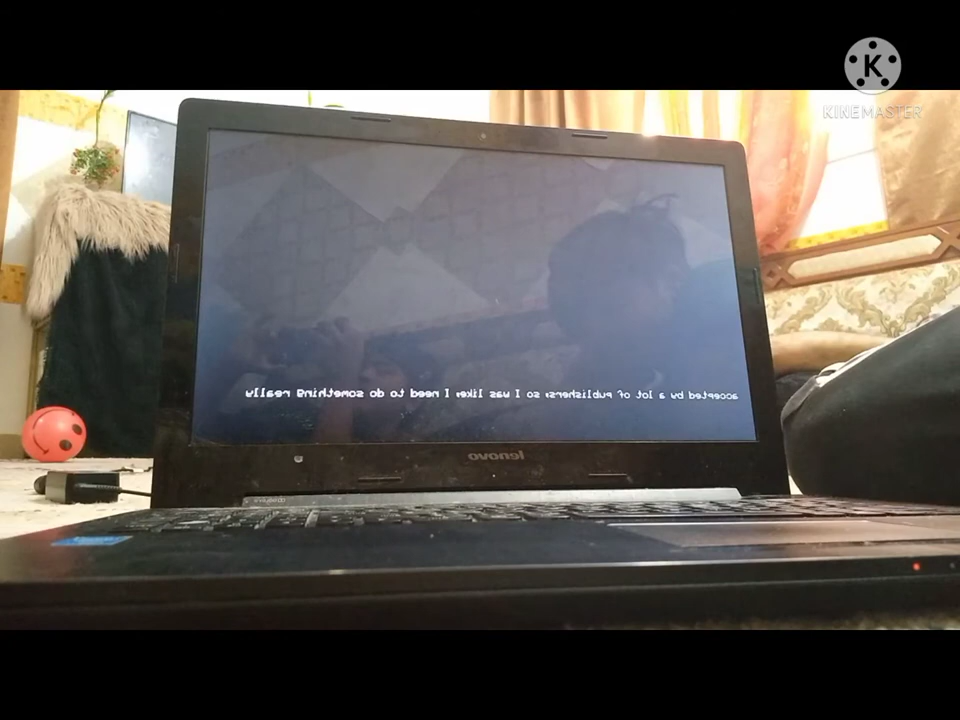 KINEMASTER
accepted by a lot of publishers; so I was like; I need to do something really
lenovo